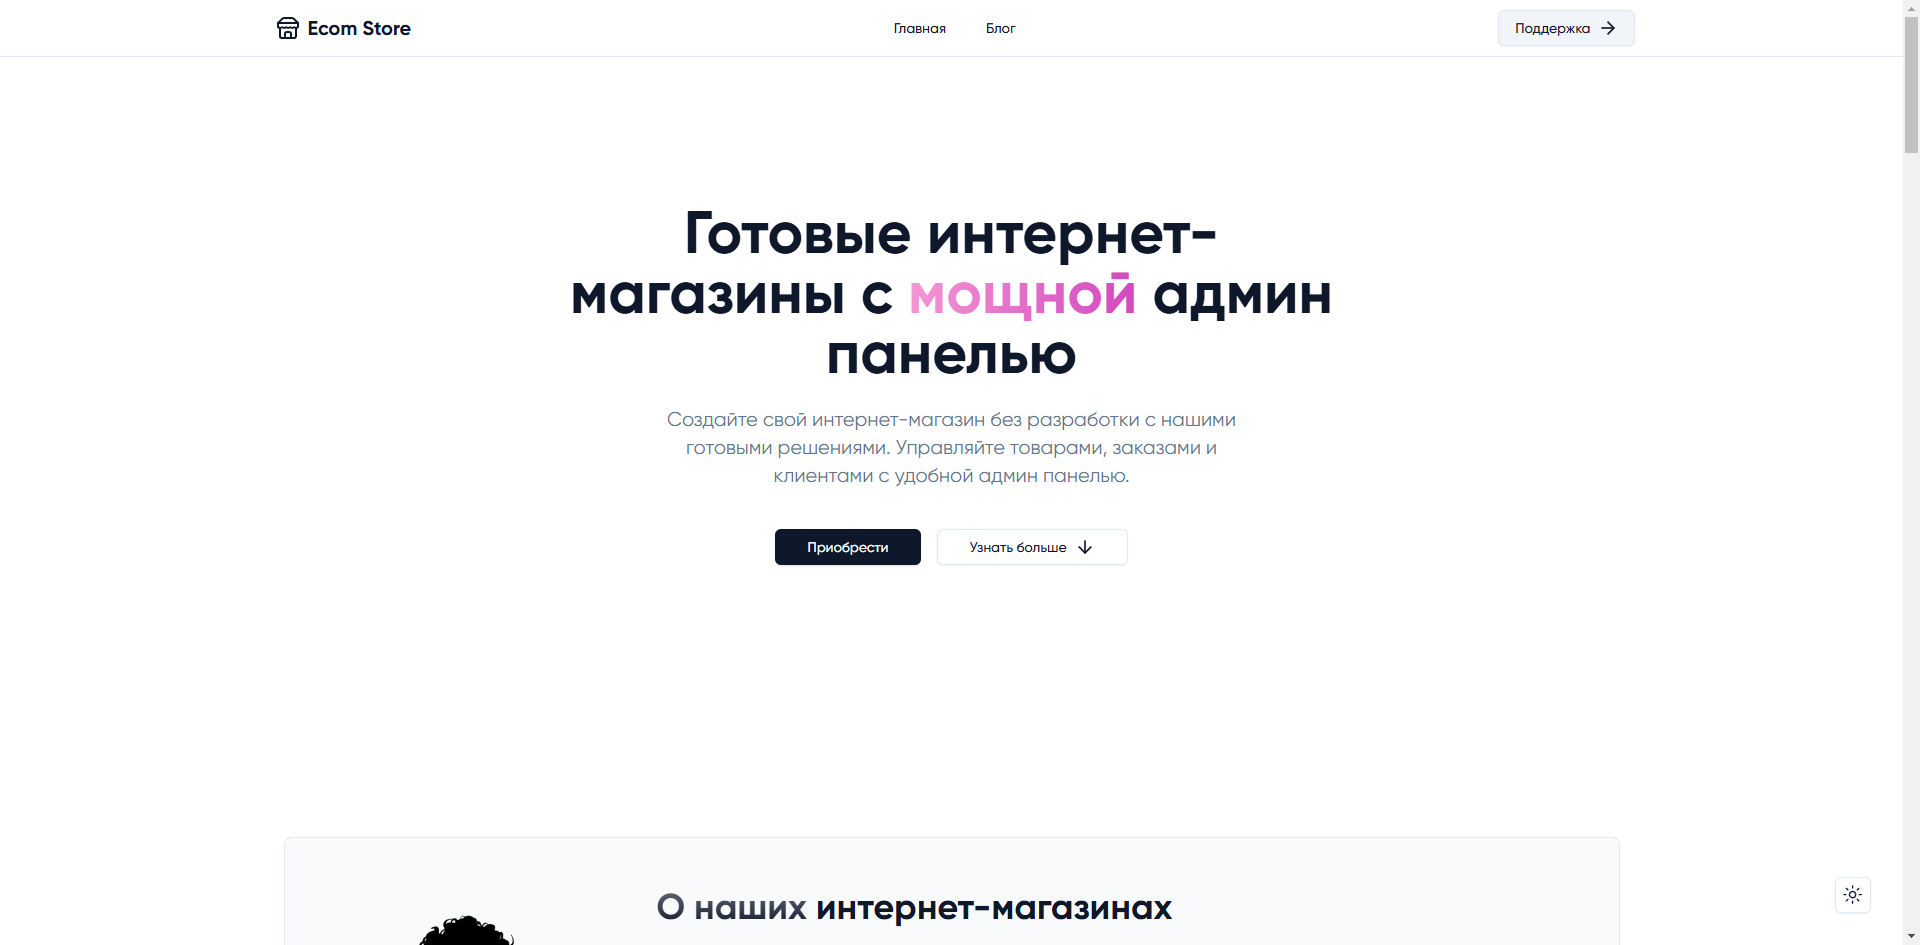 Ecom Store
Главная
Блог
Поддержка
Готовые интернет-
магазины с мощной админ
панелью
Создайте свой интернет-магазин без разработки с нашими
готовыми решениями. Управляйте товарами, заказами и
клиентами с удобной админ панелью.
Приобрести
Узнать больше
О наших интернет-магазинах